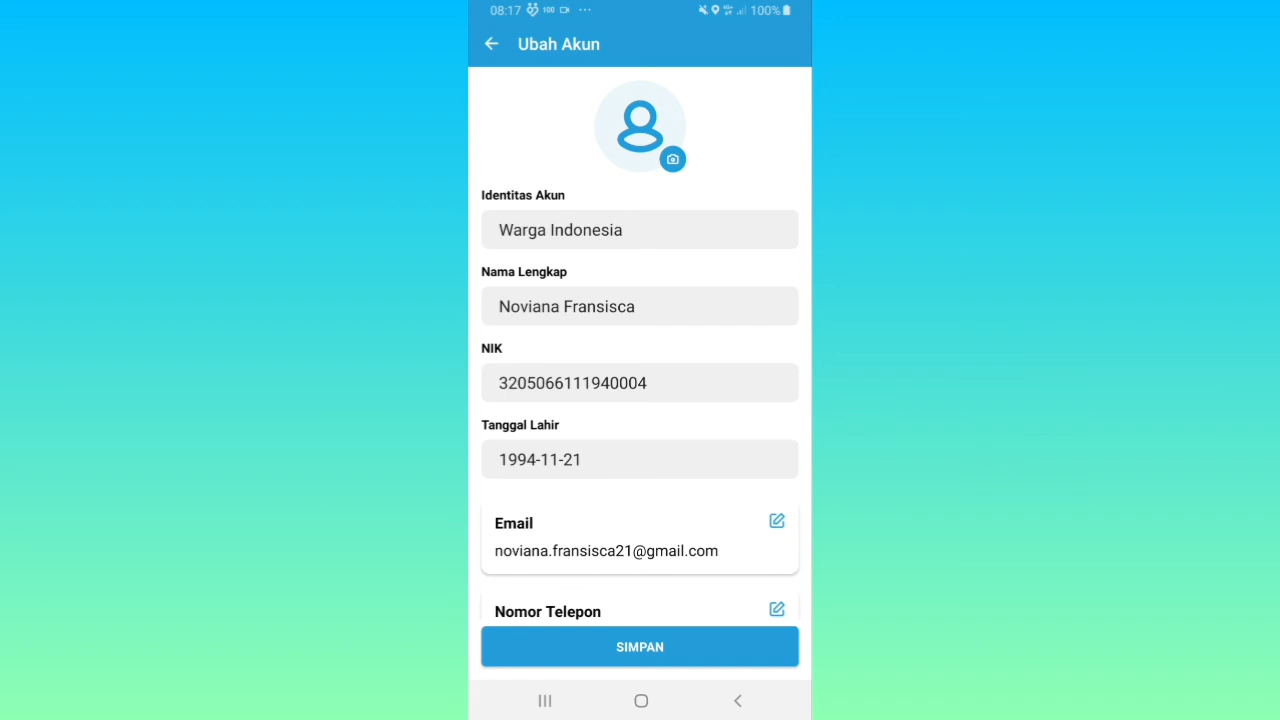 08:17 100 100%
Ubah Akun
Identitas Akun
Warga Indonesia
Nama Lengkap
Noviana Fransisca
NIK
3205066111940004
Tanggal Lahir
1994-11-21
Email
noviana.fransisca21@gmail.com
Nomor Telepon
SIMPAN